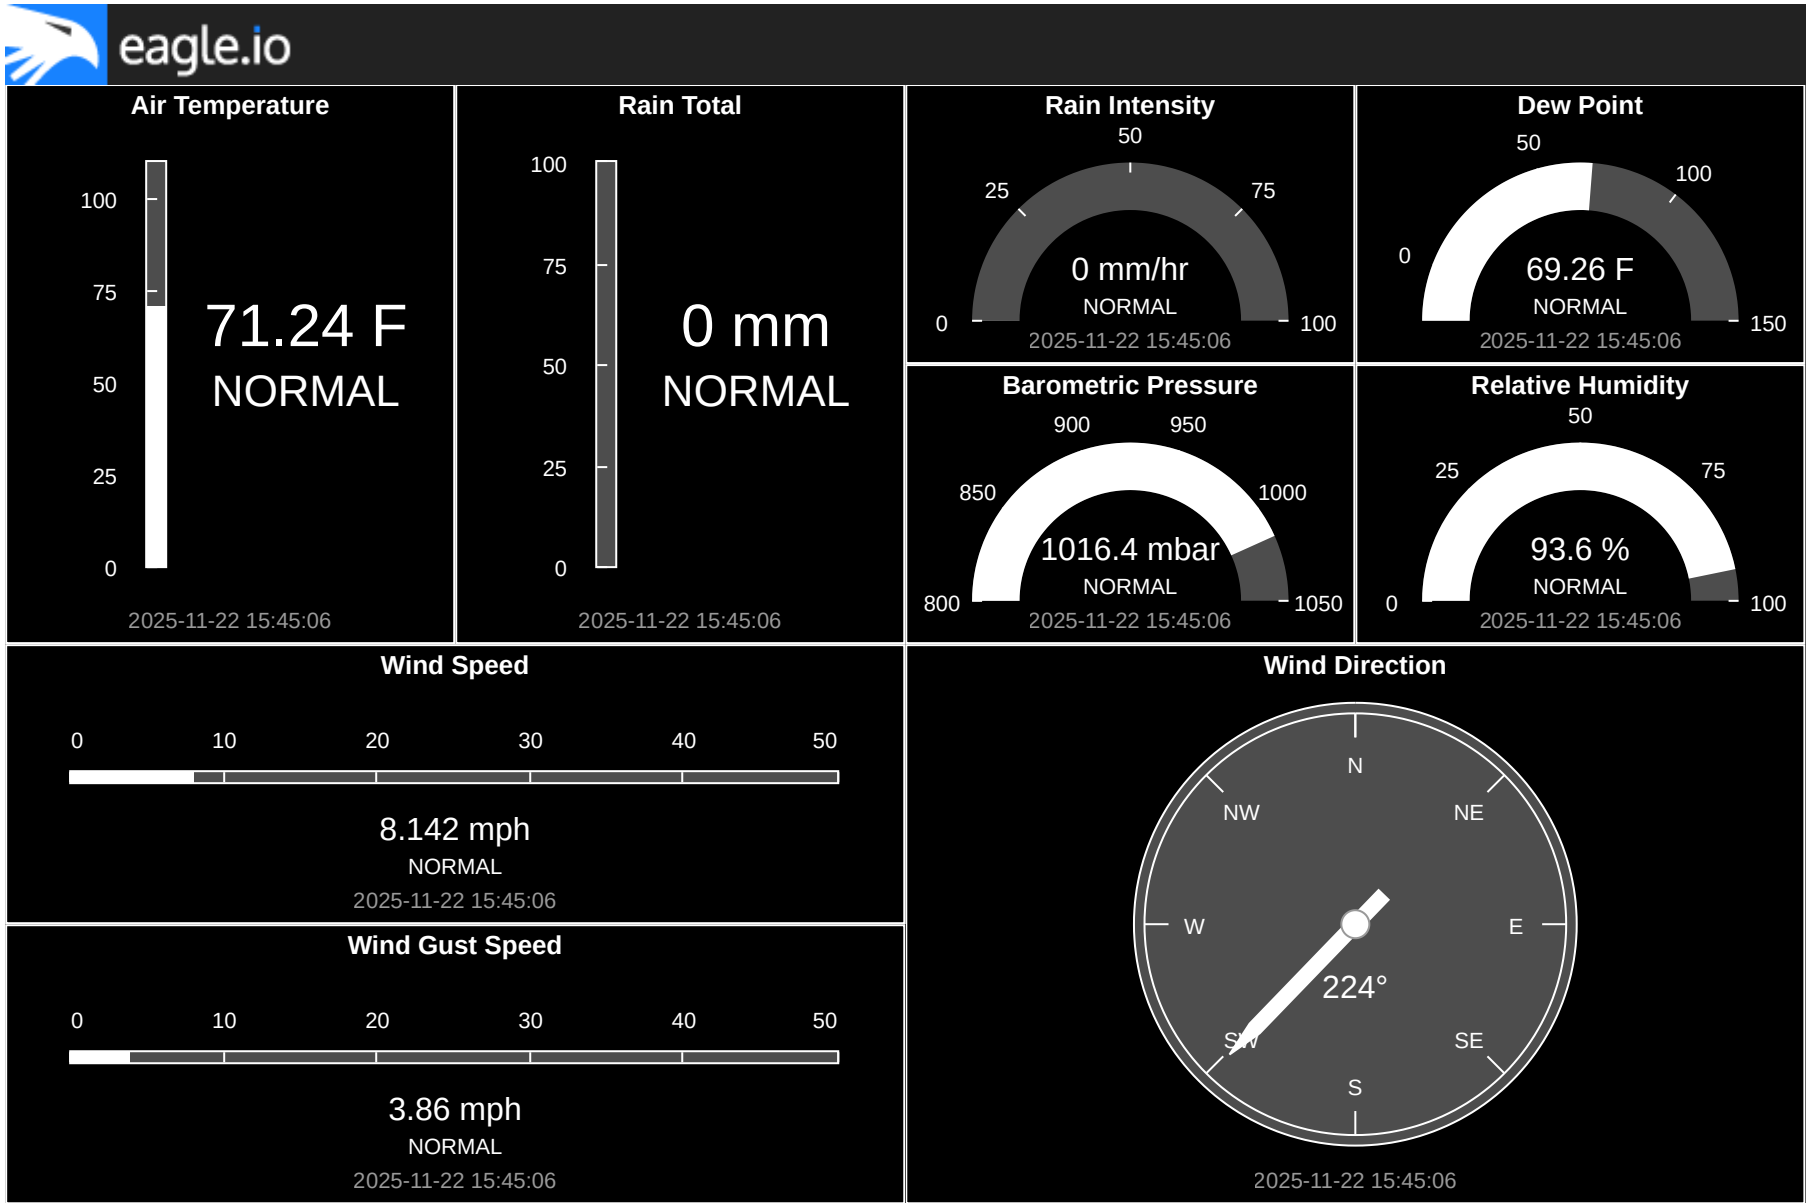 eagle.io
Air Temperature
100
75
50
25
0
71.24 F
NORMAL
2025-11-22 15:45:06
Rain Total
100
75
50
25
0
0 mm
NORMAL
2025-11-22 15:45:06
Rain Intensity
50
25 75
0 100
0 mm/hr
NORMAL
2025-11-22 15:45:06
Dew Point
50
100
0
150
69.26 F
NORMAL
2025-11-22 15:45:06
Barometric Pressure
900 950
850 1000
800 1050
1016.4 mbar
NORMAL
2025-11-22 15:45:06
Relative Humidity
50
25 75
0 100
93.6 %
NORMAL
2025-11-22 15:45:06
Wind Speed
0 10 20 30 40 50
8.142 mph
NORMAL
2025-11-22 15:45:06
Wind Gust Speed
0 10 20 30 40 50
3.86 mph
NORMAL
2025-11-22 15:45:06
Wind Direction
N
NW NE
W E
224°
SW SE
S
2025-11-22 15:45:06